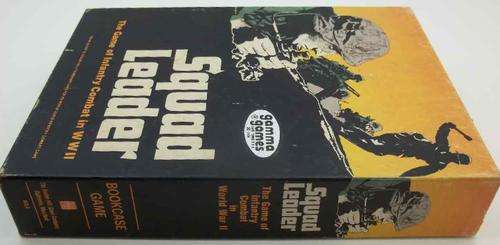 Squad
Leader
The Game of Infantry Combat in W W II
gamma
games
Squad
Leader
The Game of
Infantry
Combat
in
World War II
BOOKCASE
GAME